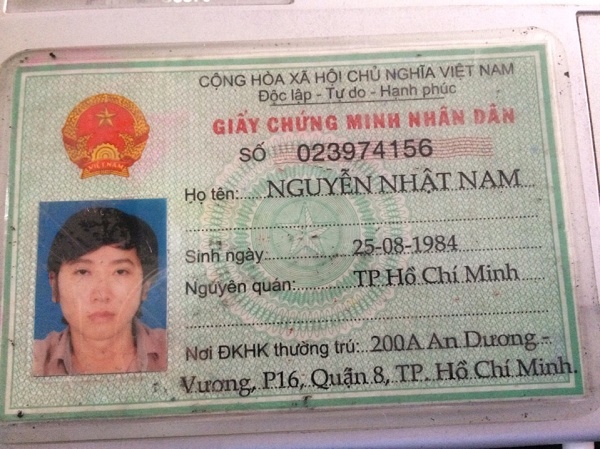 CỘNG HÒA XÃ HỘI CHỦ NGHĨA VIỆT NAM
Độc lập - Tự do - Hạnh phúc
GIẤY CHỨNG MINH NHÂN DÂN
SỐ 023974156
Họ tên: NGUYỄN NHẬT NAM
Sinh ngày 25-08-1984
Nguyên quán: TP Hồ Chí Minh
Nơi ĐKHK thường trú: 200A An Dương-
Vương, P16, Quận 8, TP. Hồ Chí Minh.
VIỆT NAM